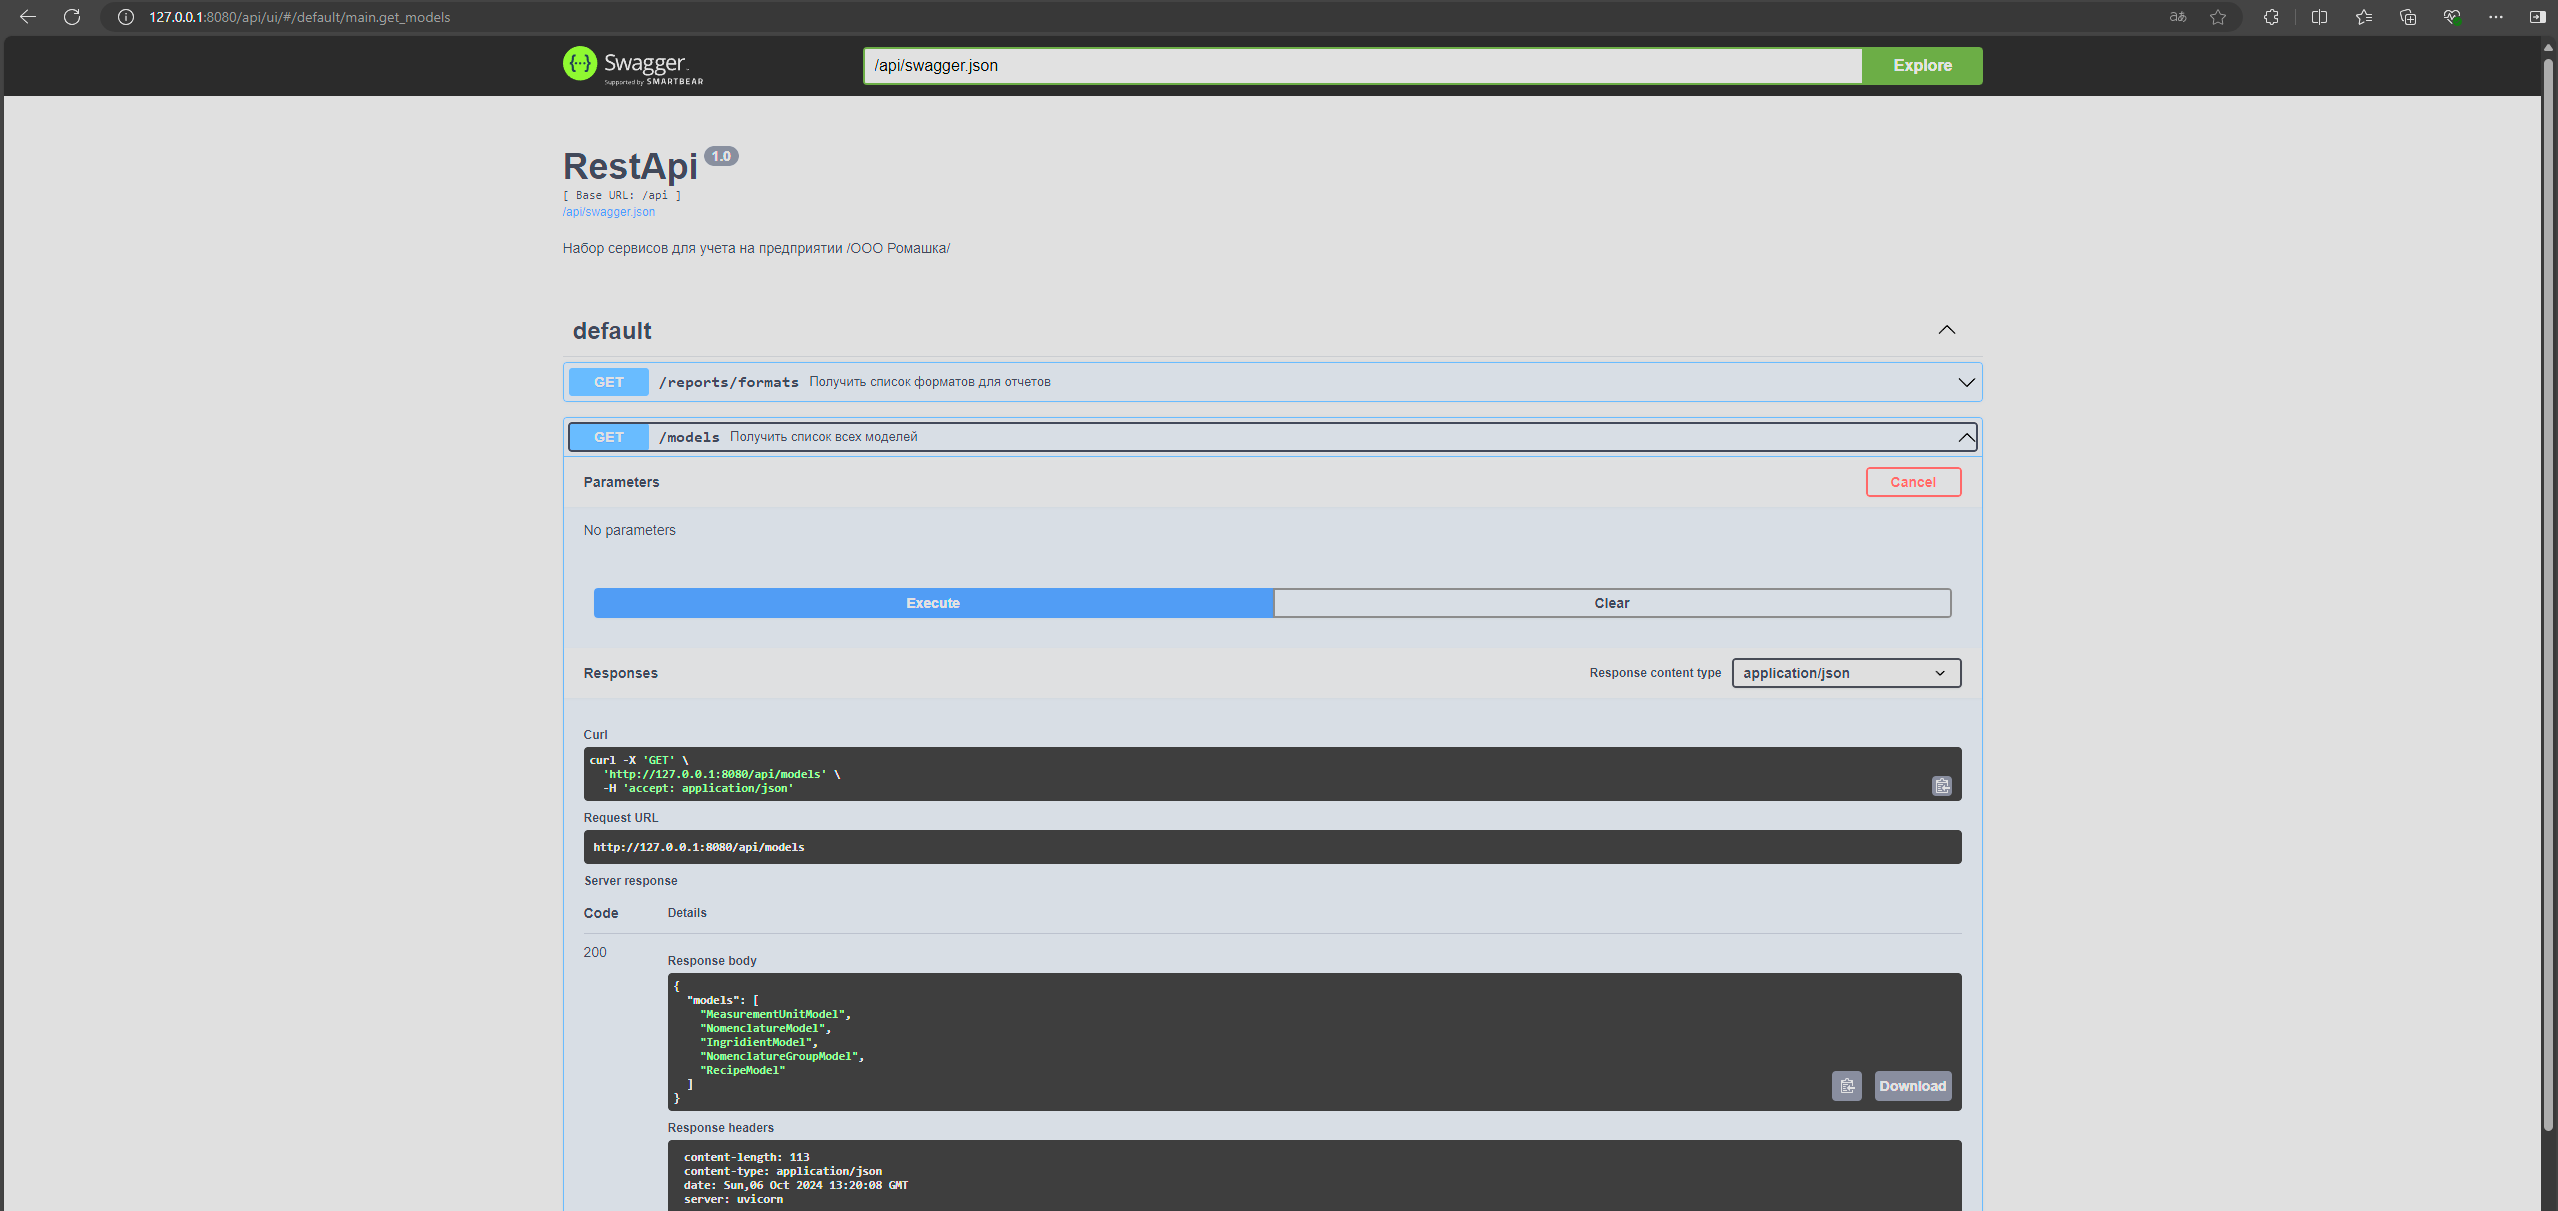 127.0.0.1:8080/api/ui/#/default/main.get_models
aあ
Swagger
Supported by SMARTBEAR
/api/swagger.json
Explore
RestApi 1.0
[ Base URL: /api ]
/api/swagger.json
Набор сервисов для учета на предприятии /ООО Ромашка/
default
GET /reports/formats Получить список форматов для отчетов
GET /models Получить список всех моделей
Parameters
Cancel
No parameters
Execute
Clear
Responses
Response content type
application/json
Curl
curl -X 'GET' \
'http://127.0.0.1:8080/api/models' \
-H 'accept: application/json'
Request URL
http://127.0.0.1:8080/api/models
Server response
Code Details
200
Response body
{
"models": [
"MeasurementUnitModel",
"NomenclatureModel",
"IngridientModel",
"NomenclatureGroupModel",
"RecipeModel"
]
}
Download
Response headers
content-length: 113
content-type: application/json
date: Sun,06 Oct 2024 13:20:08 GMT
server: uvicorn